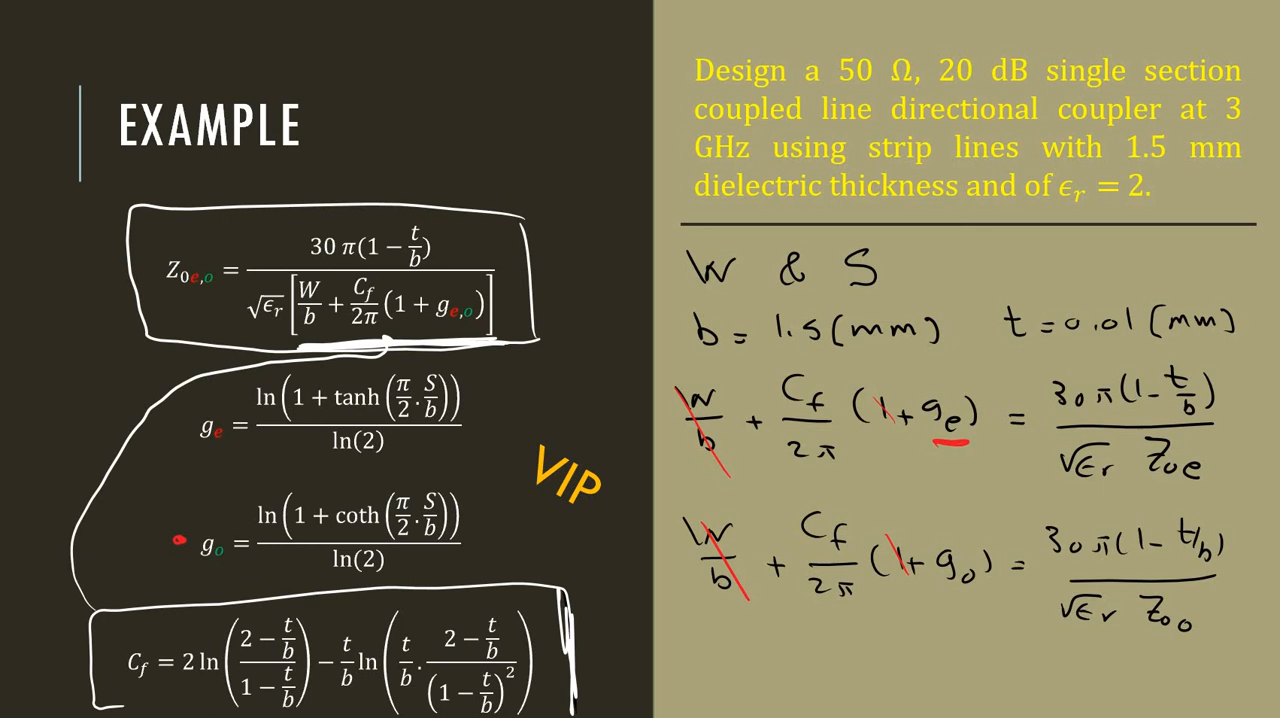 EXAMPLE
Z₀e,o = 30 π(1 − t/b) / √ϵr [W/b + Cf/2π (1 + ge,o)]
ge = ln(1 + tanh(π/2 . S/b)) / ln(2)
go = ln(1 + coth(π/2 . S/b)) / ln(2)
VIP
Cf = 2 ln((2 − t/b) / (1 − t/b)) − t/b ln(t/b . (2 − t/b) / (1 − t/b)²)
Design a 50 Ω, 20 dB single section
coupled line directional coupler at 3
GHz using strip lines with 1.5 mm
dielectric thickness and of ϵr = 2.
W & S
b = 1.5 (mm) t = 0.01 (mm)
W/b + Cf/2π (1 + ge) = 30π(1 − t/b) / √ϵr Z₀e
W/b + Cf/2π (1 + go) = 30π(1 − t/b) / √ϵr Z₀o